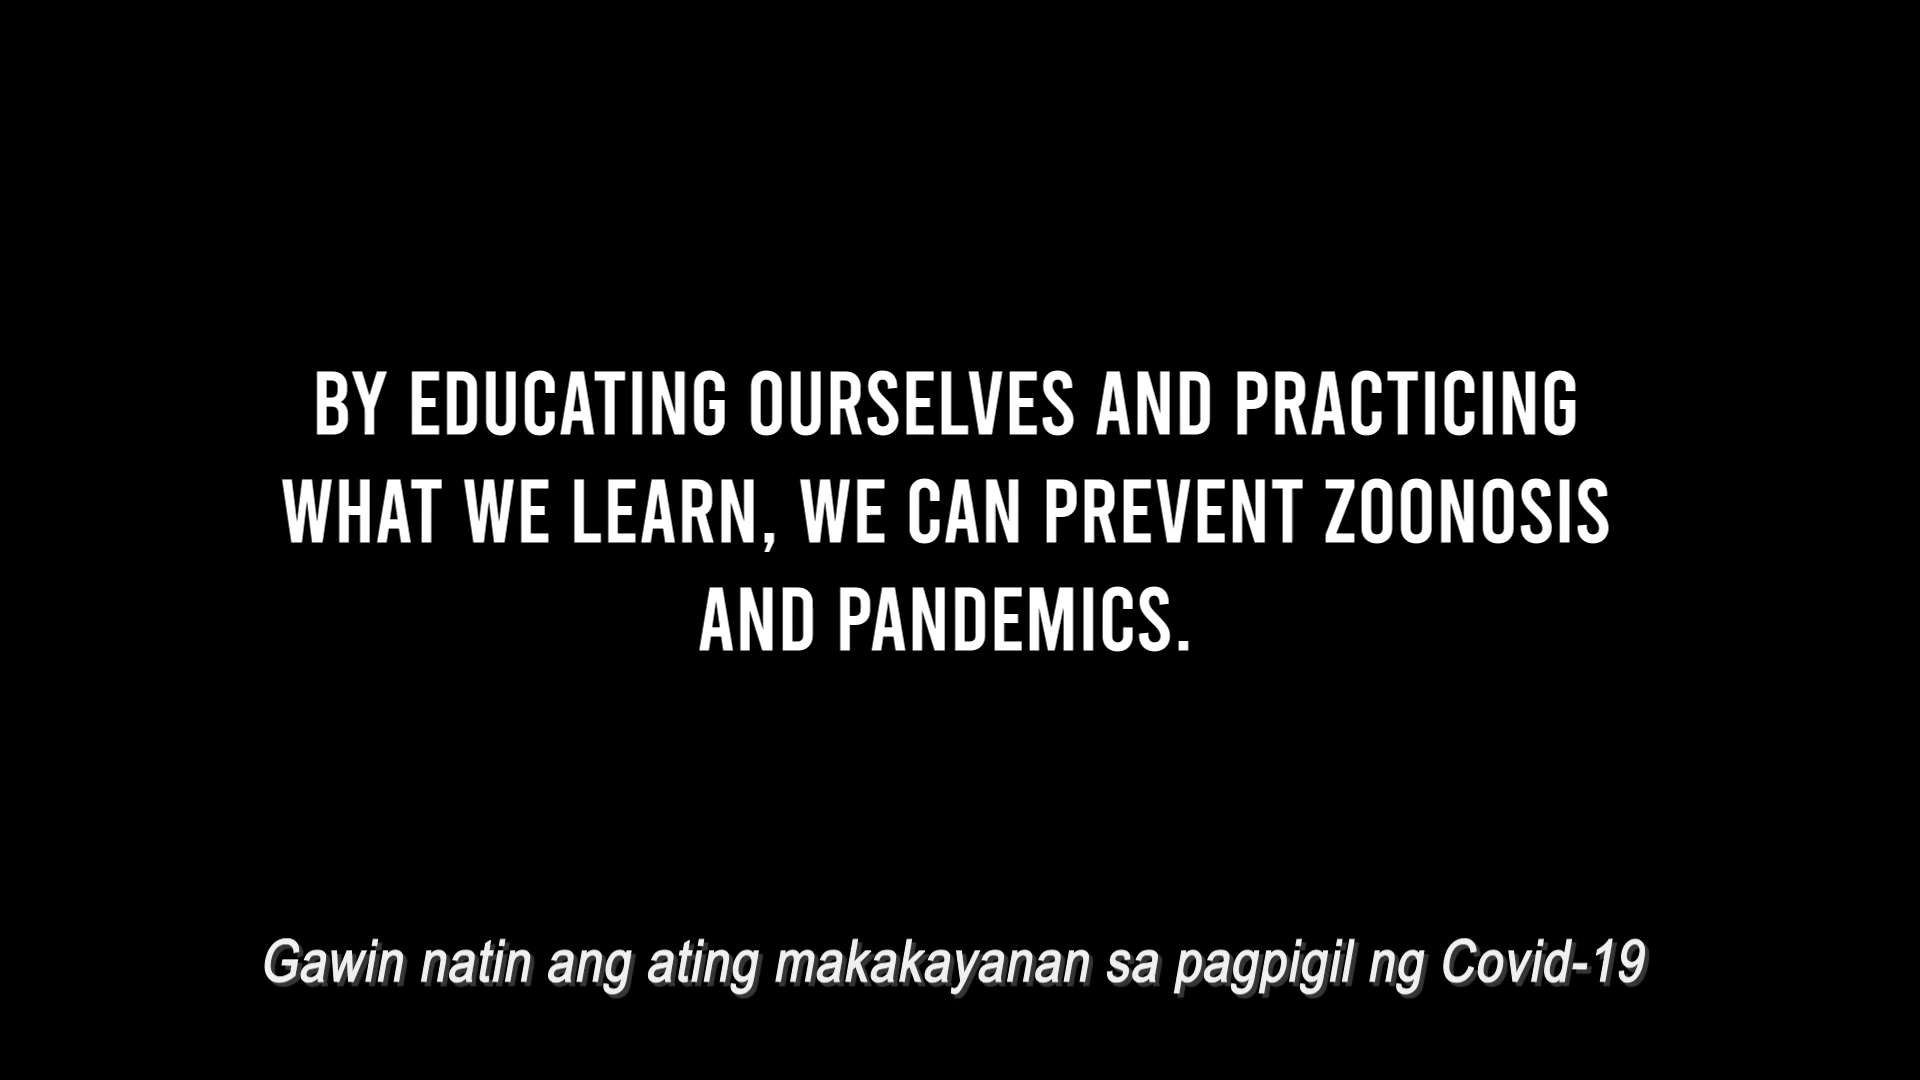 BY EDUCATING OURSELVES AND PRACTICING
WHAT WE LEARN, WE CAN PREVENT ZOONOSIS
AND PANDEMICS.
Gawin natin ang ating makakayanan sa pagpigil ng Covid-19